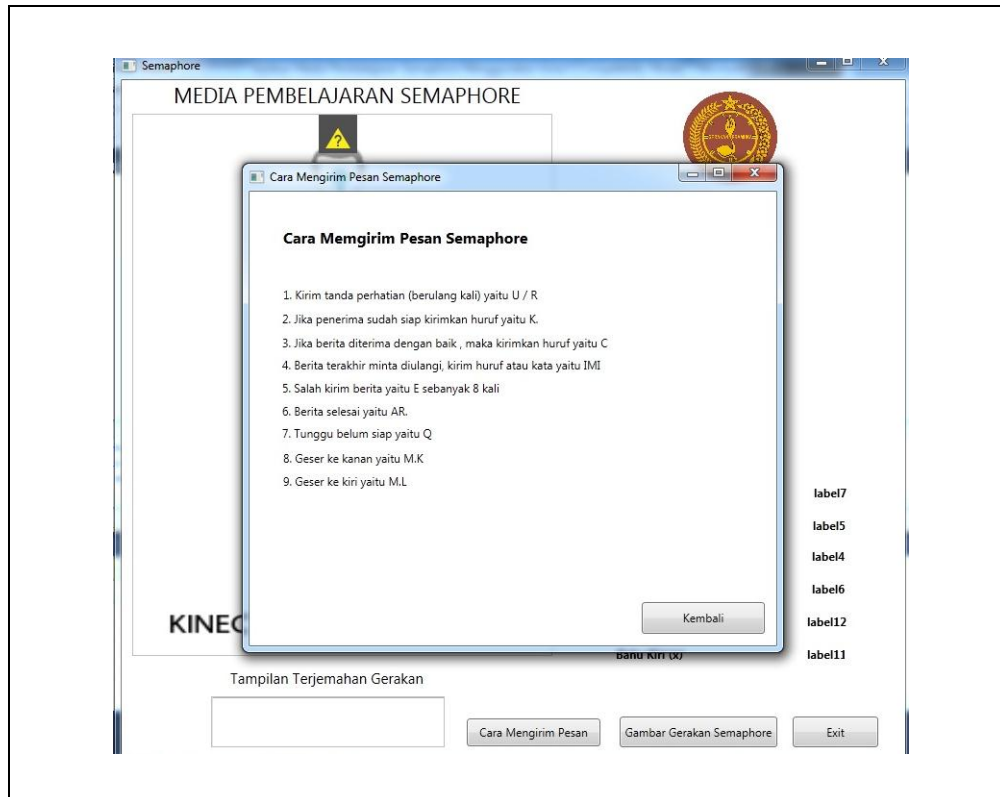 Semaphore
MEDIA PEMBELAJARAN SEMAPHORE
?
Cara Mengirim Pesan Semaphore
Cara Memgirim Pesan Semaphore
1. Kirim tanda perhatian (berulang kali) yaitu U / R
2. Jika penerima sudah siap kirimkan huruf yaitu K.
3. Jika berita diterima dengan baik , maka kirimkan huruf yaitu C
4. Berita terakhir minta diulangi, kirim huruf atau kata yaitu IMI
5. Salah kirim berita yaitu E sebanyak 8 kali
6. Berita selesai yaitu AR.
7. Tunggu belum siap yaitu Q
8. Geser ke kanan yaitu M.K
9. Geser ke kiri yaitu M.L
Kembali
label7
label5
label4
label6
label12
KINEC
Bahu Kiri (x)
label11
Tampilan Terjemahan Gerakan
Cara Mengirim Pesan
Gambar Gerakan Semaphore
Exit